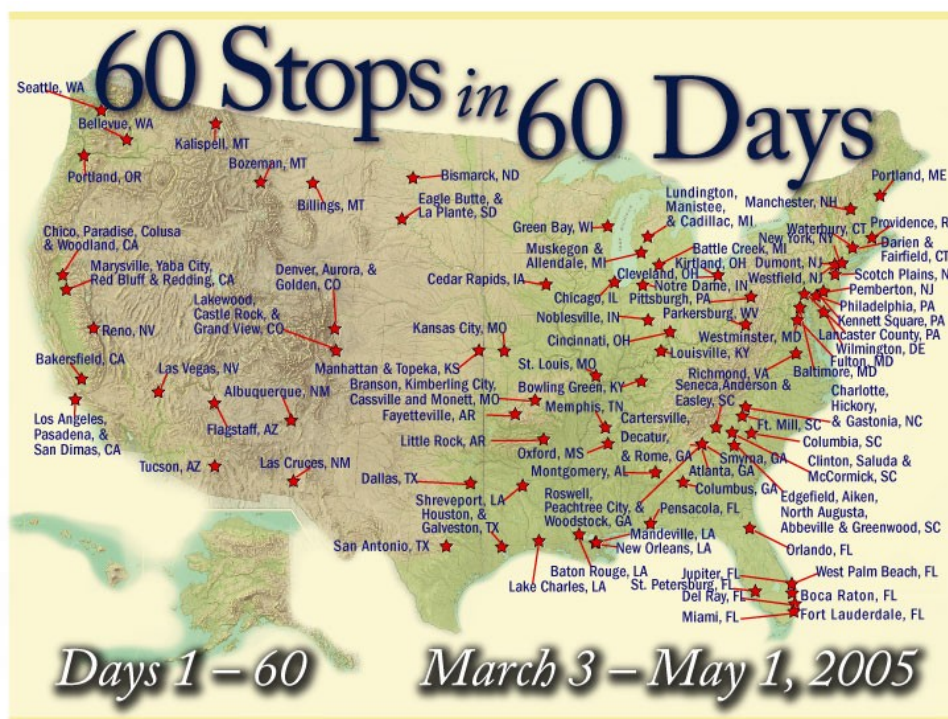 60 Stops in 60 Days
Seattle, WA
Bellevue, WA
Kalispell, MT
Portland, OR
Bozeman, MT
Billings, MT
Bismarck, ND
Eagle Butte, &
La Plante, SD
Lundington,
Manistee,
& Cadillac, MI
Portland, ME
Manchester, NH
Green Bay, WI
Waterbury, CT
Providence, R
New York, NY
Darien &
Fairfield, CT
Muskegon &
Allendale, MI
Battle Creek, MI
Kirtland, OH
Dumont, NJ
Cleveland, OH
Scotch Plains, N
Chico, Paradise, Colusa
& Woodland, CA
Marysville, Yaba City,
Red Bluff & Redding, CA
Denver, Aurora, &
Golden, CO
Cedar Rapids, IA
Notre Dame, IN
Westfield, NJ
Pemberton, NJ
Chicago, IL
Pittsburgh, PA
Philadelphia, PA
Lakewood,
Castle Rock, &
Grand View, CO
Noblesville, IN
Parkersburg, WV
Kennett Square, PA
Reno, NV
Kansas City, MO
Cincinnati, OH
Westminster, MD
Lancaster County, PA
Wilmington, DE
Fulton, MD
Bakersfield, CA
Las Vegas, NV
Manhattan & Topeka, KS
St. Louis, MO
Louisville, KY
Richmond, VA
Baltimore, MD
Albuquerque, NM
Branson, Kimberling City,
Cassville and Monett, MO
Bowling Green, KY
Seneca,Anderson &
Easley, SC
Charlotte,
Hickory,
& Gastonia, NC
Fayetteville, AR
Memphis, TN
Cartersville,
Decatur,
& Rome, GA
Ft. Mill, SC
Los Angeles,
Pasadena, &
San Dimas, CA
Flagstaff, AZ
Little Rock, AR
Oxford, MS
Columbia, SC
Smyrna, GA
Clinton, Saluda &
McCormick, SC
Tucson, AZ
Las Cruces, NM
Dallas, TX
Montgomery, AL
Atlanta, GA
Columbus, GA
Shreveport, LA
Roswell,
Peachtree City &
Woodstock, GA
Edgefield, Aiken,
North Augusta,
Abbeville & Greenwood, SC
Houston, &
Galveston, TX
Pensacola, FL
Mandeville, LA
San Antonio, TX
New Orleans, LA
Orlando, FL
Baton Rouge, LA
Lake Charles, LA
Jupiter, FL
West Palm Beach, FL
St. Petersburg, FL
Del Ray, FL
Boca Raton, FL
Miami, FL
Fort Lauderdale, FL
Days 1 – 60
March 3 – May 1, 2005